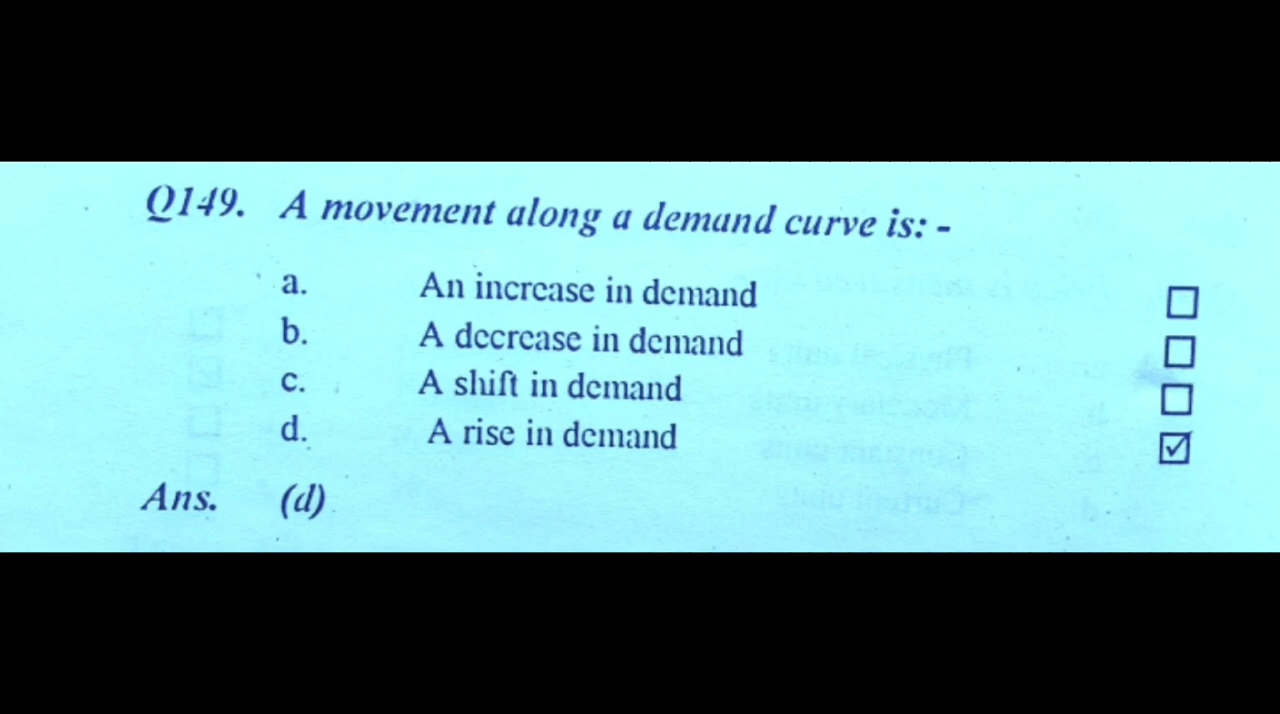 Q149. A movement along a demand curve is: -
a. An increase in demand
b. A decrease in demand
c. A shift in demand
d. A rise in demand
Ans. (d)